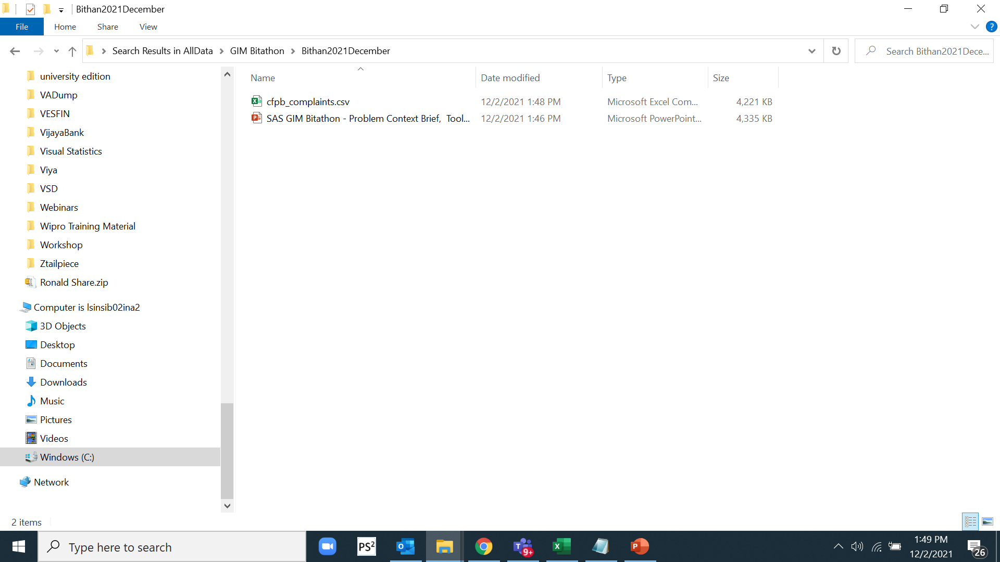 Bithan2021December
File Home Share View
Search Results in AllData GIM Bitathon Bithan2021December
Search Bithan2021Dece...
university edition
VADump
VESFIN
VijayaBank
Visual Statistics
Viya
VSD
Webinars
Wipro Training Material
Workshop
Ztailpiece
Ronald Share.zip
Computer is lsinsib02ina2
3D Objects
Desktop
Documents
Downloads
Music
Pictures
Videos
Windows (C:)
Network
Name Date modified Type Size
cfpb_complaints.csv 12/2/2021 1:48 PM Microsoft Excel Com... 4,221 KB
SAS GIM Bitathon - Problem Context Brief, Tool... 12/2/2021 1:46 PM Microsoft PowerPoint... 4,335 KB
2 items
Type here to search
PS2
9+
1:49 PM
12/2/2021
26